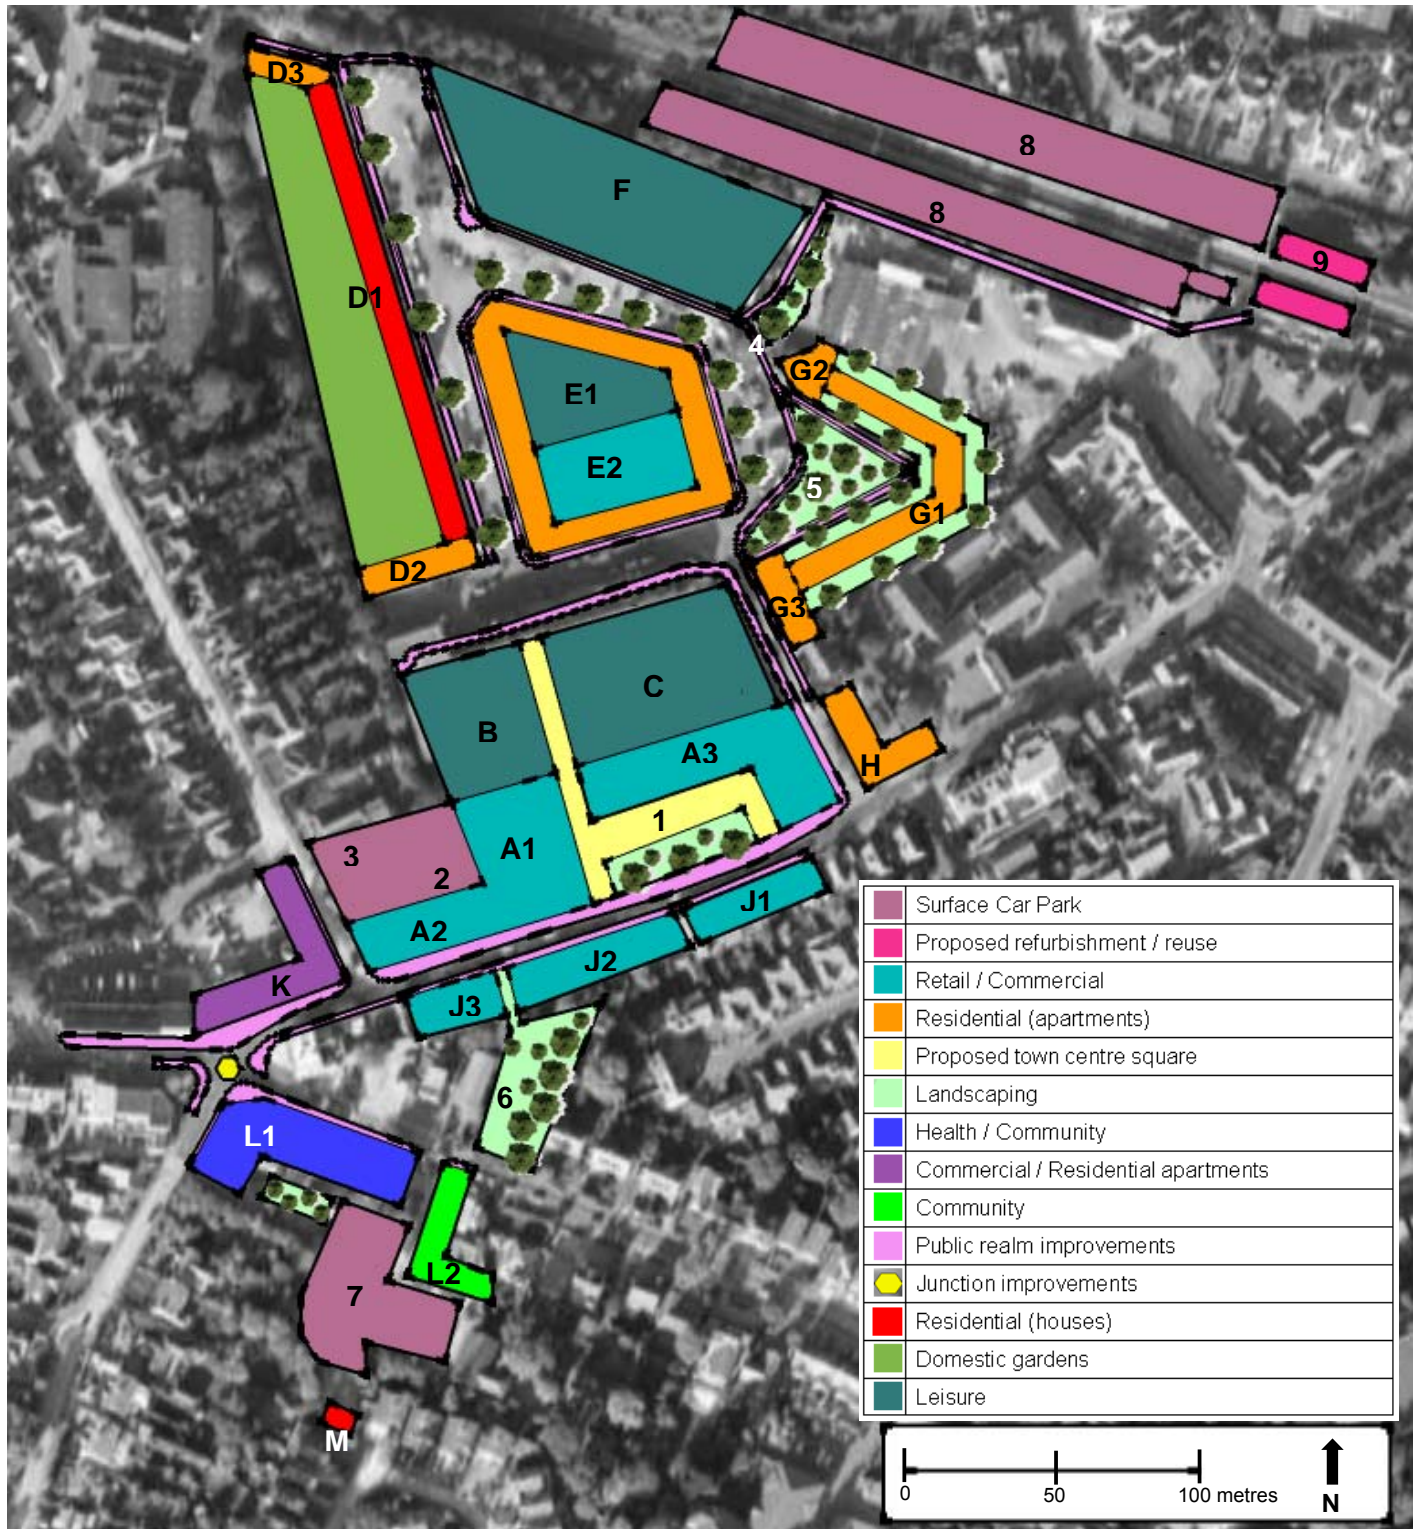 D3
8
F
8
9
D1
4
G2
E1
E2
5
G1
D2
G3
C
B
A3
H
1
3
A1
2
J1
A2
J2
K
J3
6
L1
L2
7
M
Surface Car Park
Proposed refurbishment / reuse
Retail / Commercial
Residential (apartments)
Proposed town centre square
Landscaping
Health / Community
Commercial / Residential apartments
Community
Public realm improvements
Junction improvements
Residential (houses)
Domestic gardens
Leisure
0 50 100 metres N